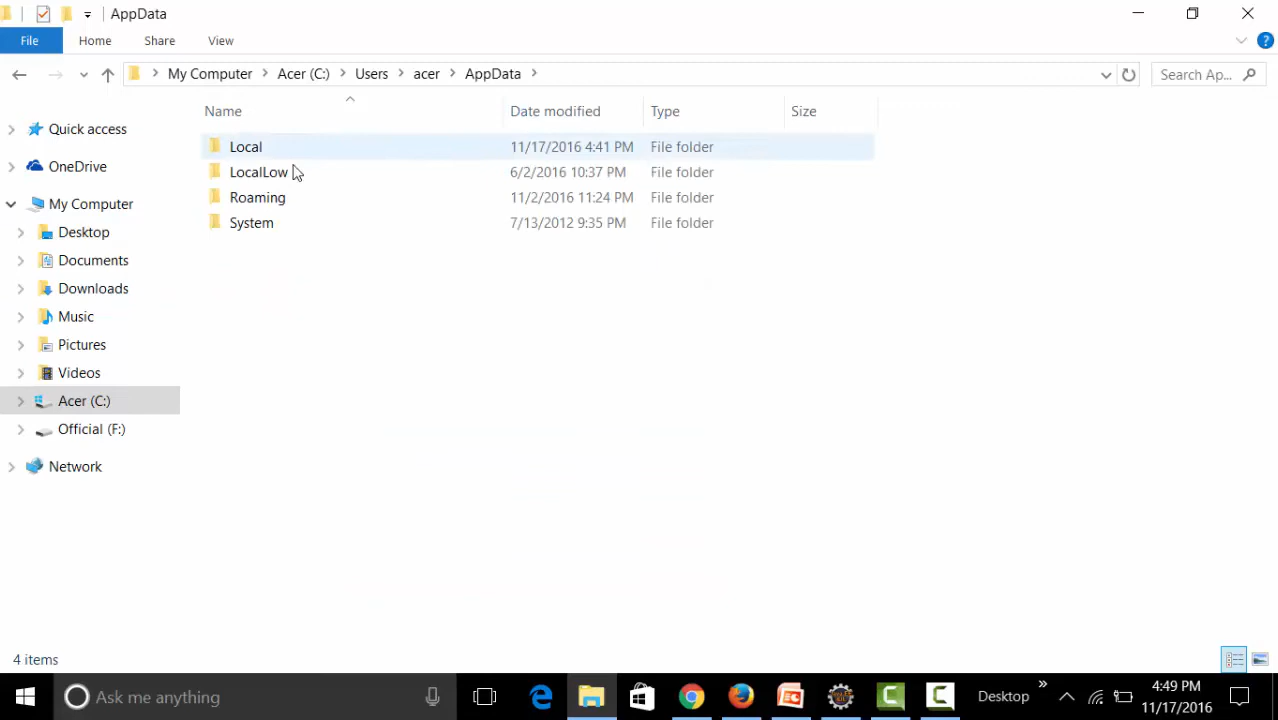 AppData
File Home Share View
My Computer Acer (C:) Users acer AppData
Search Ap...
Name Date modified Type Size
Quick access
OneDrive
My Computer
Desktop
Documents
Downloads
Music
Pictures
Videos
Acer (C:)
Official (F:)
Network
Local 11/17/2016 4:41 PM File folder
LocalLow 6/2/2016 10:37 PM File folder
Roaming 11/2/2016 11:24 PM File folder
System 7/13/2012 9:35 PM File folder
4 items
Ask me anything
Desktop
4:49 PM
11/17/2016